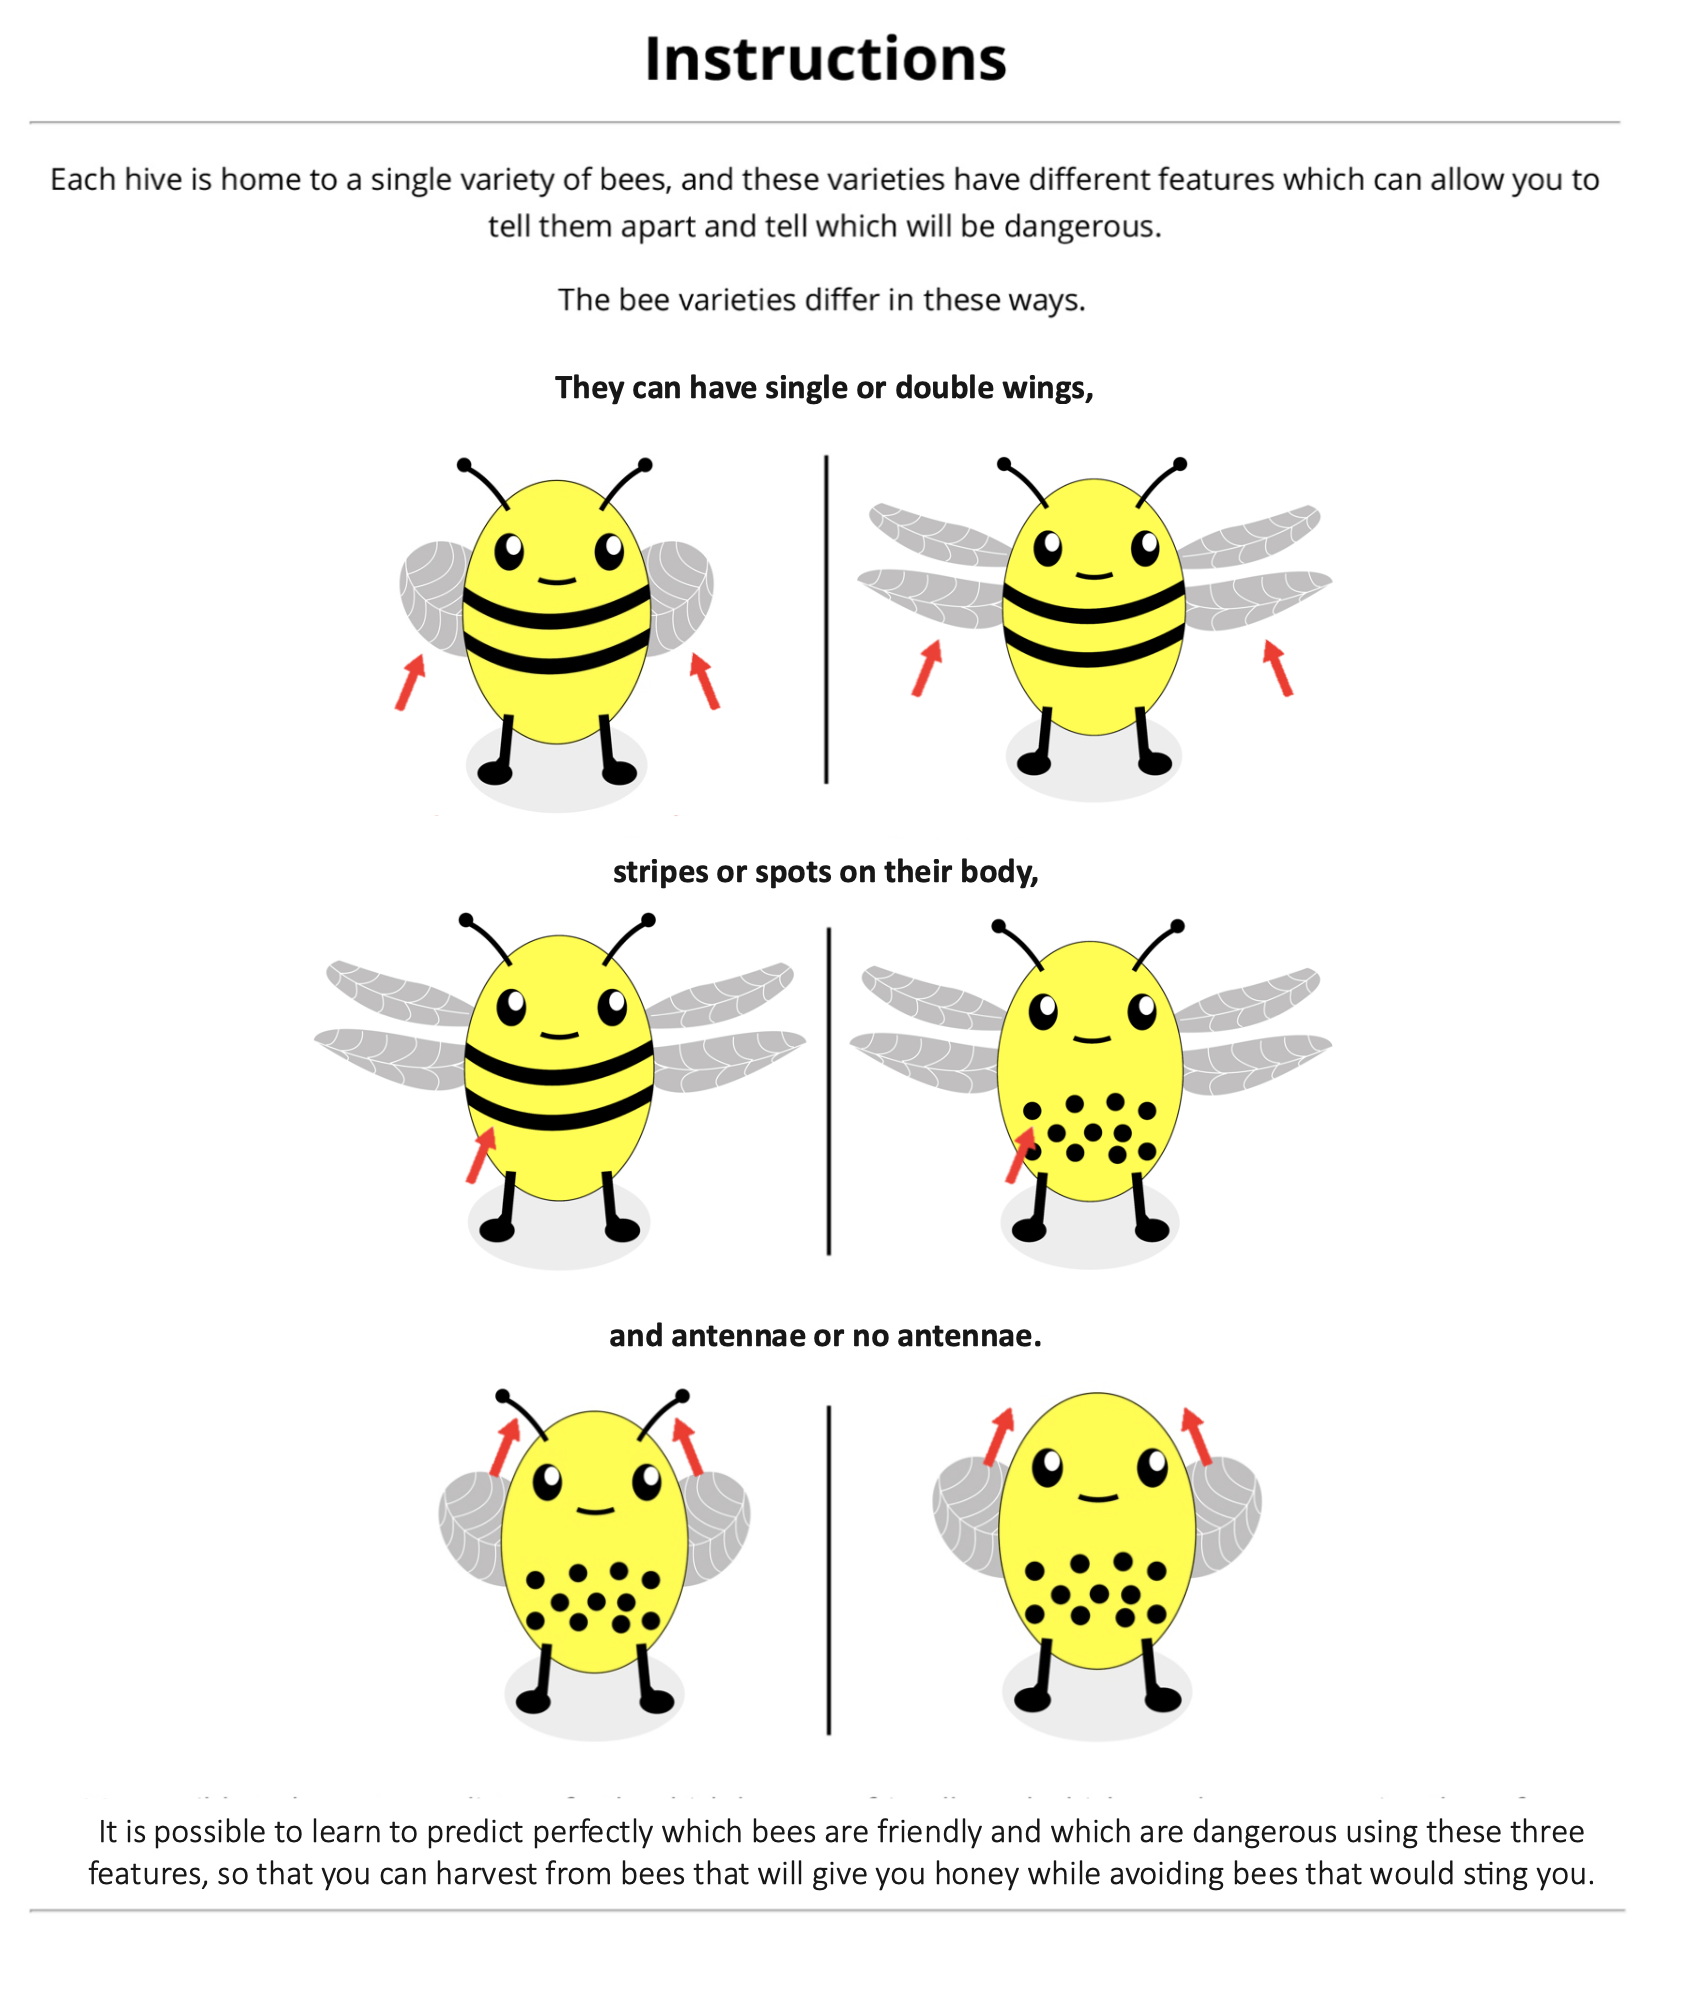 Instructions
Each hive is home to a single variety of bees, and these varieties have different features which can allow you to
tell them apart and tell which will be dangerous.
The bee varieties differ in these ways.
They can have single or double wings,
stripes or spots on their body,
and antennae or no antennae.
It is possible to learn to predict perfectly which bees are friendly and which are dangerous using these three
features, so that you can harvest from bees that will give you honey while avoiding bees that would sting you.